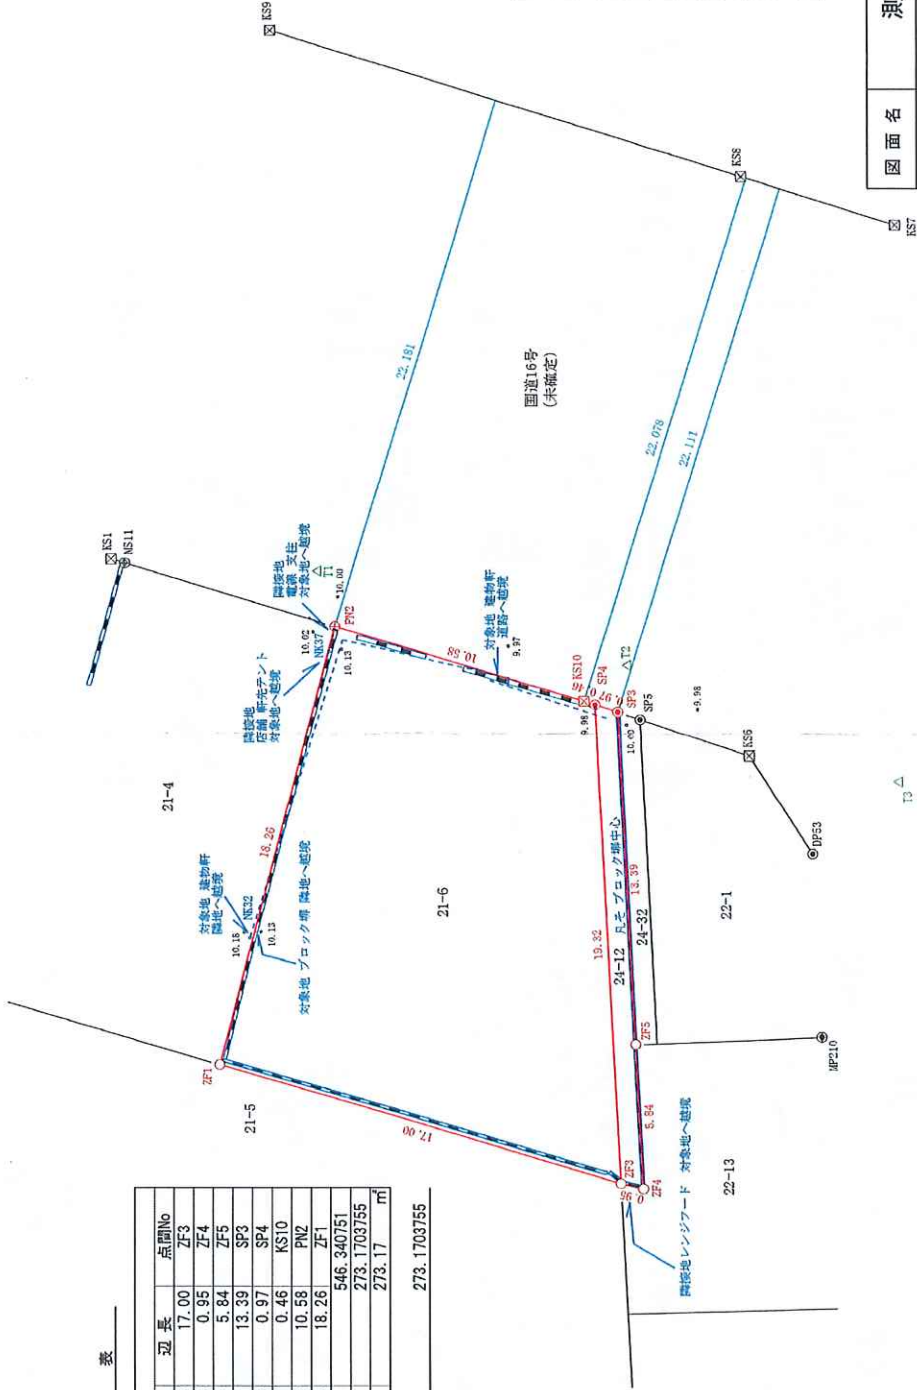 表
辺長 点間No
17.00 ZF3
0.95 ZF4
5.84 ZF5
13.39 SP3
0.97 SP4
0.46 KS10
10.58 PN2
18.26 ZF1
546.340751
273.1703755
273.17 ㎡
273.1703755
図面名
KS9
KS8
KS7
22.181
国道16号
(未確定)
22.078
22.111
KS1
NS11
隣接地
電線 支柱
対象地へ越境
T1
*10.00
PN2
10.02
NK37
10.13
隣接地
店舗 軒先テント
対象地へ越境
対象地 建物軒
道路へ越境
9.97
10.58
21-4
18.26
対象地 建物軒
隣地へ越境
NK32
10.18
10.13
対象地 ブロック塀 隣地へ越境
21-6
ZF1
21-5
17.00
KS10
SP4
9.98
0.97
SP3
T2
SP5
*9.98
KS6
T3
DP53
19.32
凡そ ブロック塀中心
13.39
24-12
24-32
22-1
ZF5
MP210
5.84
ZF3
ZF4
0.95
隣接地レンジフード 対象地へ越境
22-13